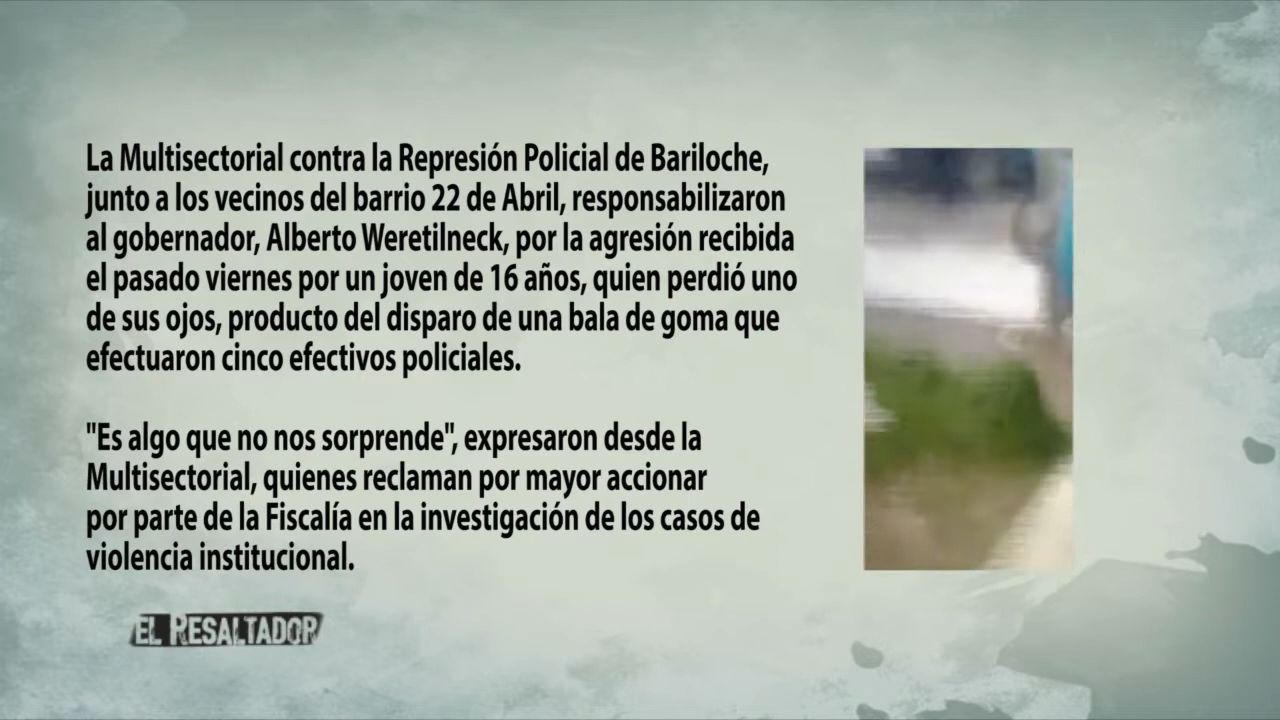 La Multisectorial contra la Represión Policial de Bariloche,
junto a los vecinos del barrio 22 de Abril, responsabilizaron
al gobernador, Alberto Weretilneck, por la agresión recibida
el pasado viernes por un joven de 16 años, quien perdió uno
de sus ojos, producto del disparo de una bala de goma que
efectuaron cinco efectivos policiales.
"Es algo que no nos sorprende", expresaron desde la
Multisectorial, quienes reclaman por mayor accionar
por parte de la Fiscalía en la investigación de los casos de
violencia institucional.
EL RESALTADOR